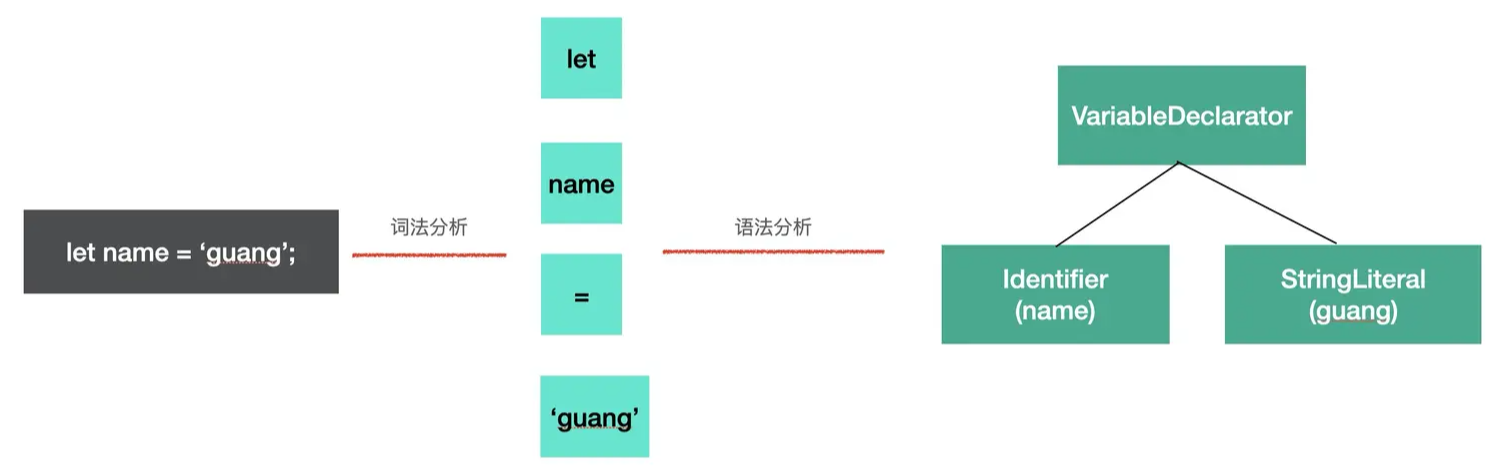 let name = ‘guang’;
词法分析
let
name
=
‘guang’
语法分析
VariableDeclarator
Identifier
(name)
StringLiteral
(guang)